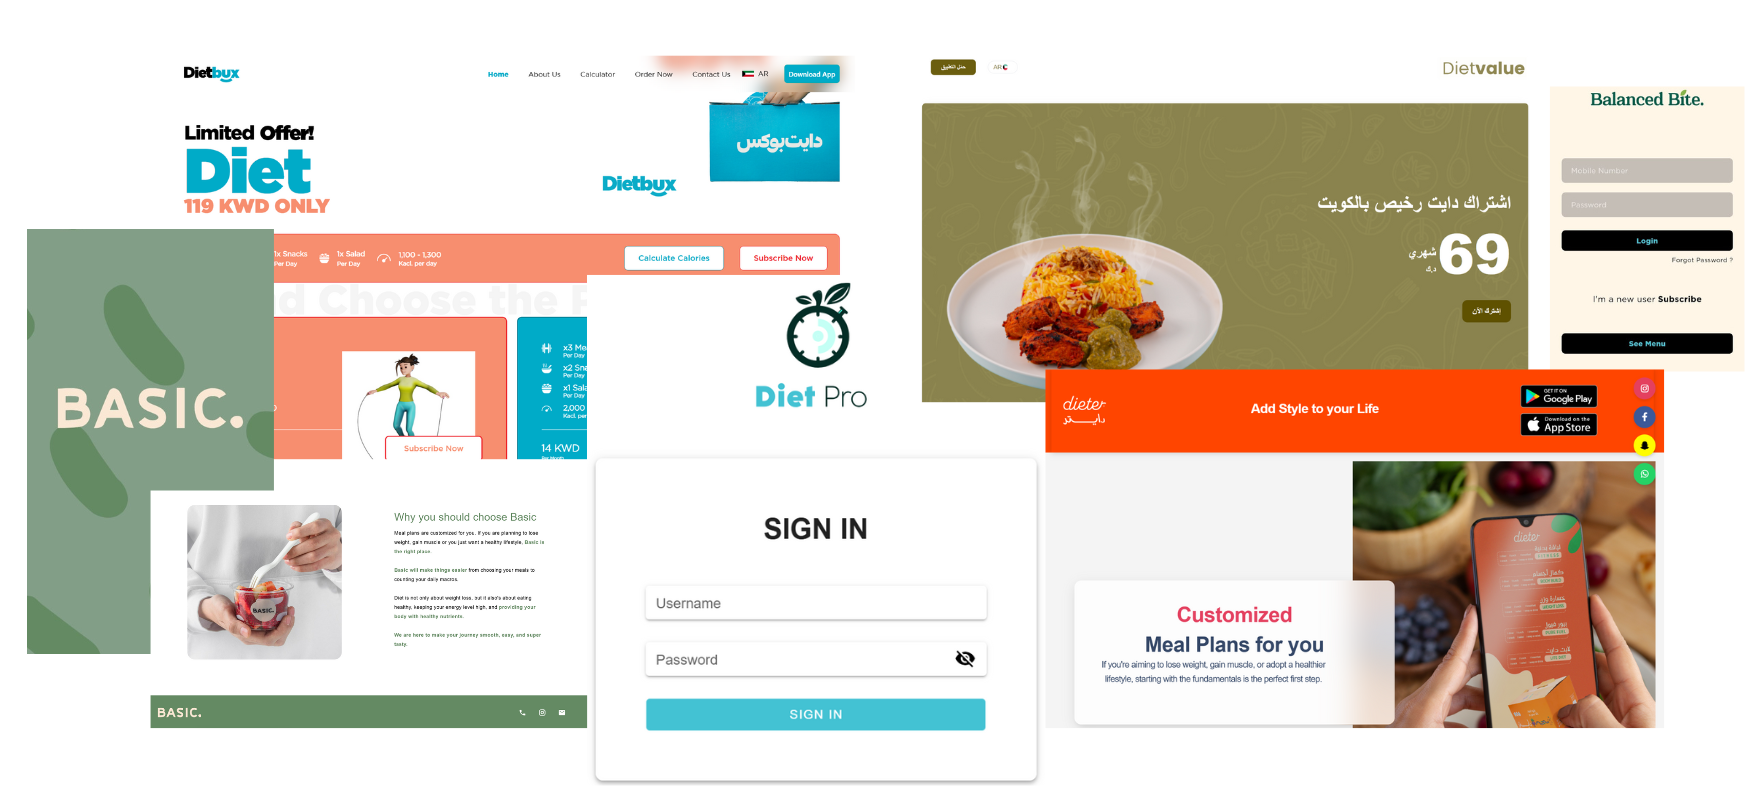 Dietbux
Home
About Us
Calculator
Order Now
Contact Us
AR
Download App
Limited Offer!
Diet
119 KWD ONLY
دايت بوكس
Dietbux
1x Snacks
Per Day
1x Salad
Per Day
1,100 - 1,300
Kacl. per day
Calculate Calories
Subscribe Now
d Choose the
x3 Me
Per Day
x2 Sna
Per Day
x1 Sala
Per Day
2,000
Kacl. per
14 KWD
Per Month
Subscribe Now
BASIC.
Why you should choose Basic
Meal plans are customized for you. If you are planning to lose
weight, gain muscle or you just want a healthy lifestyle, Basic is
the right place.
Basic will make things easier from choosing your meals to
counting your daily macros.
Diet is not only about weight loss, but it also's about eating
healthy, keeping your energy level high, and providing your
body with healthy nutrients.
We are here to make your journey smooth, easy, and super
tasty.
BASIC.
BASIC.
Diet Pro
SIGN IN
Username
Password
SIGN IN
حمل التطبيق
AR
Dietvalue
اشتراك دايت رخيص بالكويت
69
شهري
د.ك
إشترك الآن
Balanced Bite.
Mobile Number
Password
Login
Forgot Password ?
I'm a new user Subscribe
See Menu
dieter
دايـتـر
Add Style to your Life
GET IT ON
Google Play
Download on the
App Store
Customized
Meal Plans for you
If you're aiming to lose weight, gain muscle, or adopt a healthier
lifestyle, starting with the fundamentals is the perfect first step.
dieter
لياقة بدنية